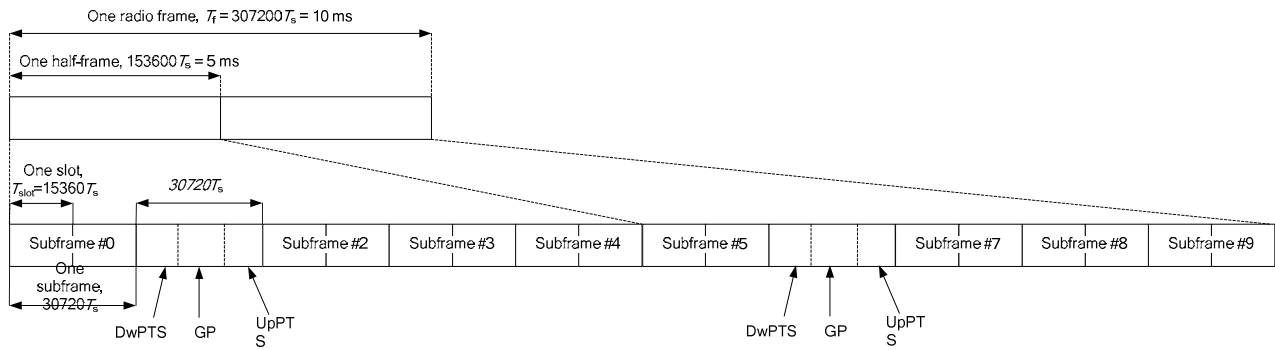 One radio frame, Tf = 307200Ts = 10 ms
One half-frame, 153600Ts = 5 ms
One slot,
Tslot=15360Ts
30720Ts
Subframe #0
Subframe #2
Subframe #3
Subframe #4
Subframe #5
Subframe #7
Subframe #8
Subframe #9
One
subframe,
30720Ts
DwPTS
GP
UpPT
S
DwPTS
GP
UpPT
S